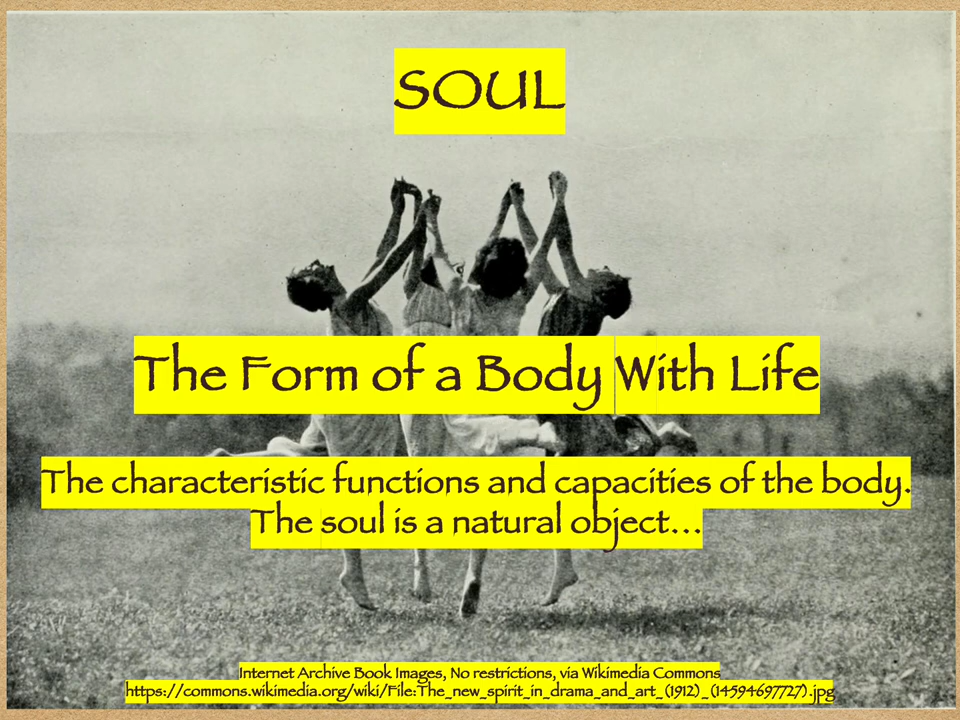 SOUL
The Form of a Body With Life
The characteristic functions and capacities of the body.
The soul is a natural object...
Internet Archive Book Images, No restrictions, via Wikimedia Commons
https://commons.wikimedia.org/wiki/File:The_new_spirit_in_drama_and_art_(1912)_(14594697727).jpg